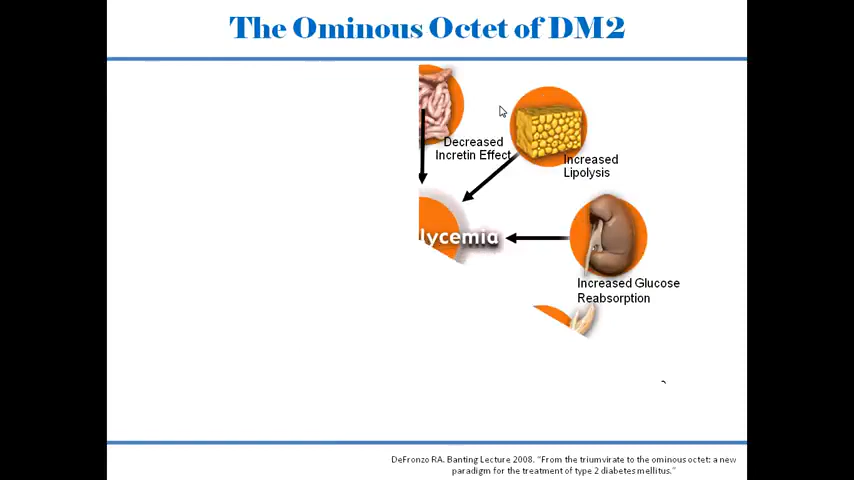 The Ominous Octet of DM2
Decreased
Incretin Effect
Increased
Lipolysis
lycemia
Increased Glucose
Reabsorption
DeFronzo RA. Banting Lecture 2008. "From the triumvirate to the ominous octet: a new
paradigm for the treatment of type 2 diabetes mellitus."